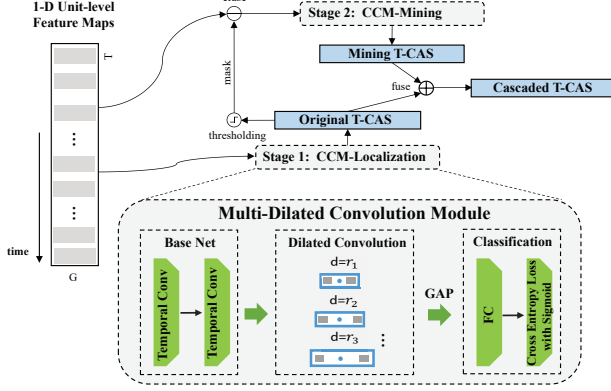 1-D Unit-level
Feature Maps
T
time
G
Stage 2: CCM-Mining
Mining T-CAS
fuse
Cascaded T-CAS
mask
thresholding
Original T-CAS
Stage 1: CCM-Localization
Multi-Dilated Convolution Module
Base Net
Temporal Conv
Temporal Conv
Dilated Convolution
d=r₁
d=r₂
d=r₃
GAP
Classification
FC
Cross Entropy Loss
with Sigmoid